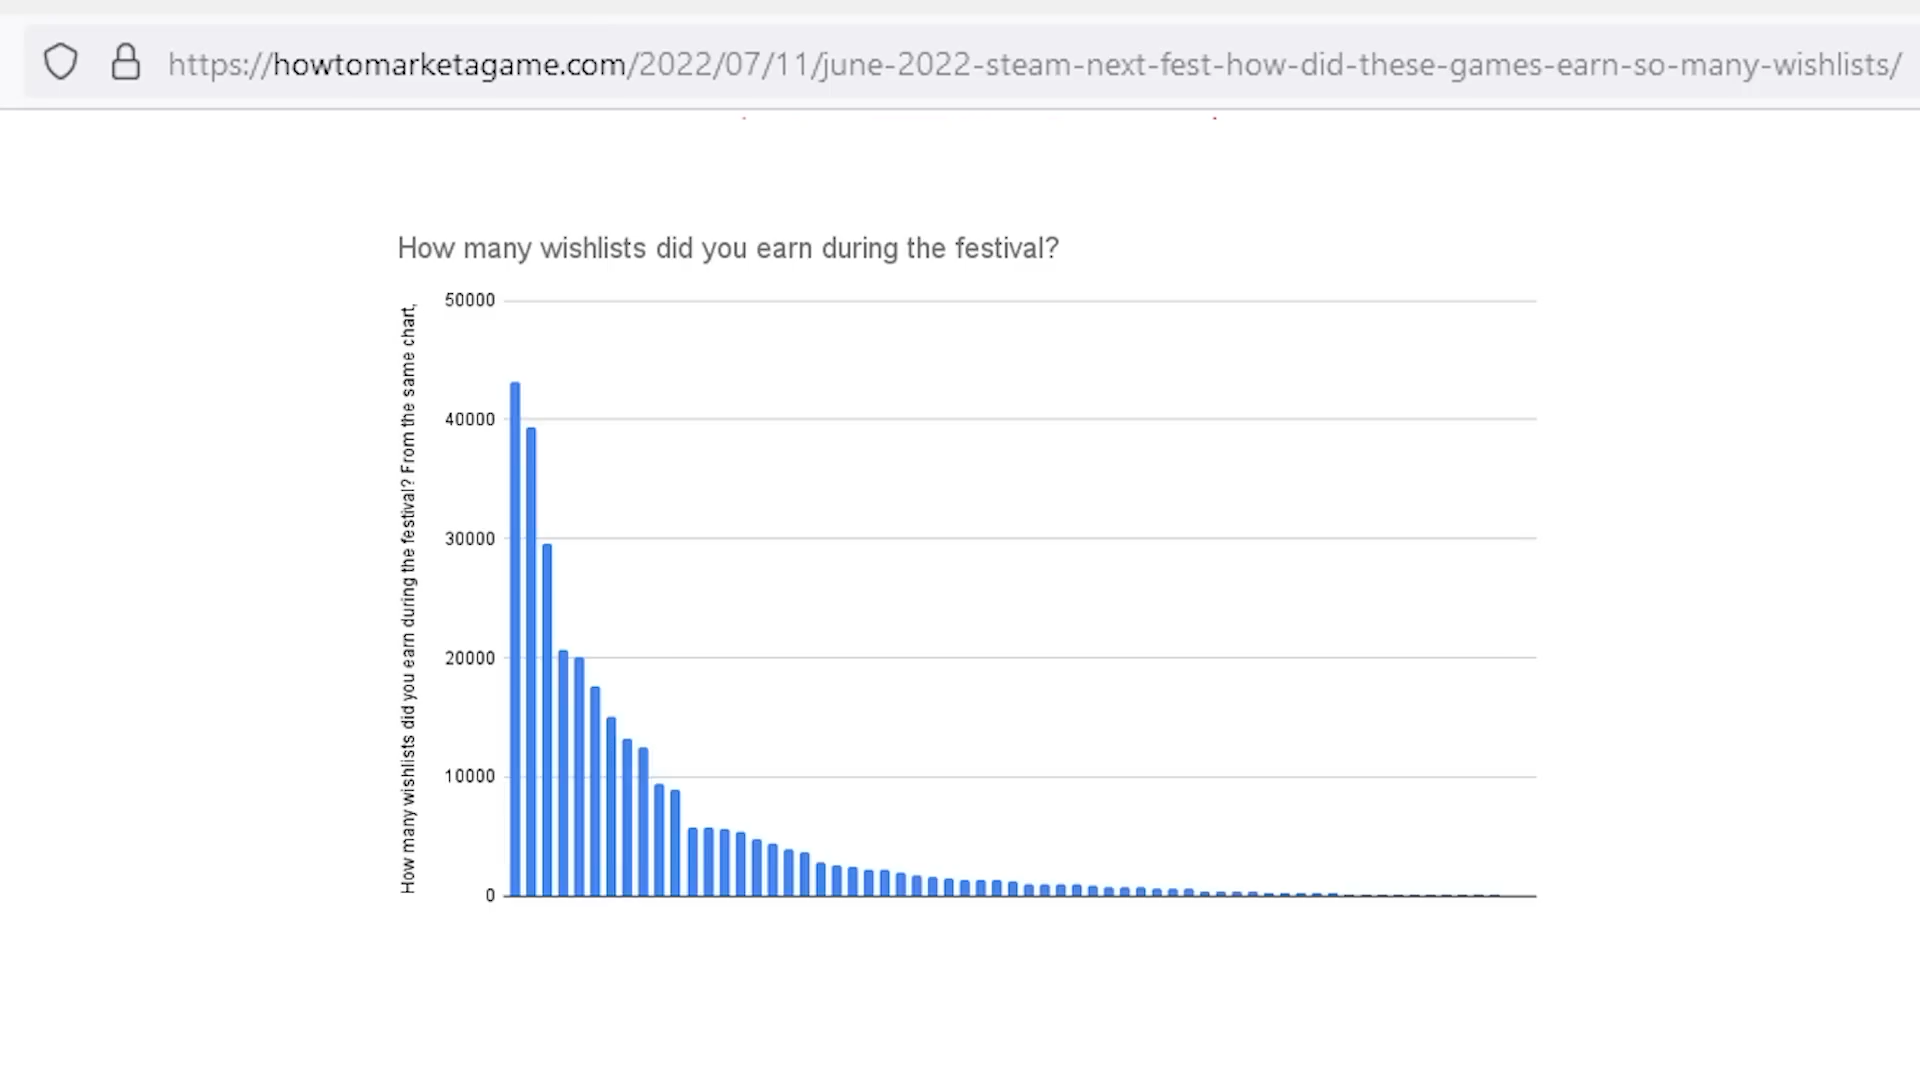 https://howtomarketagame.com/2022/07/11/june-2022-steam-next-fest-how-did-these-games-earn-so-many-wishlists/
How many wishlists did you earn during the festival?
How many wishlists did you earn during the festival? From the same chart,
50000
40000
30000
20000
10000
0